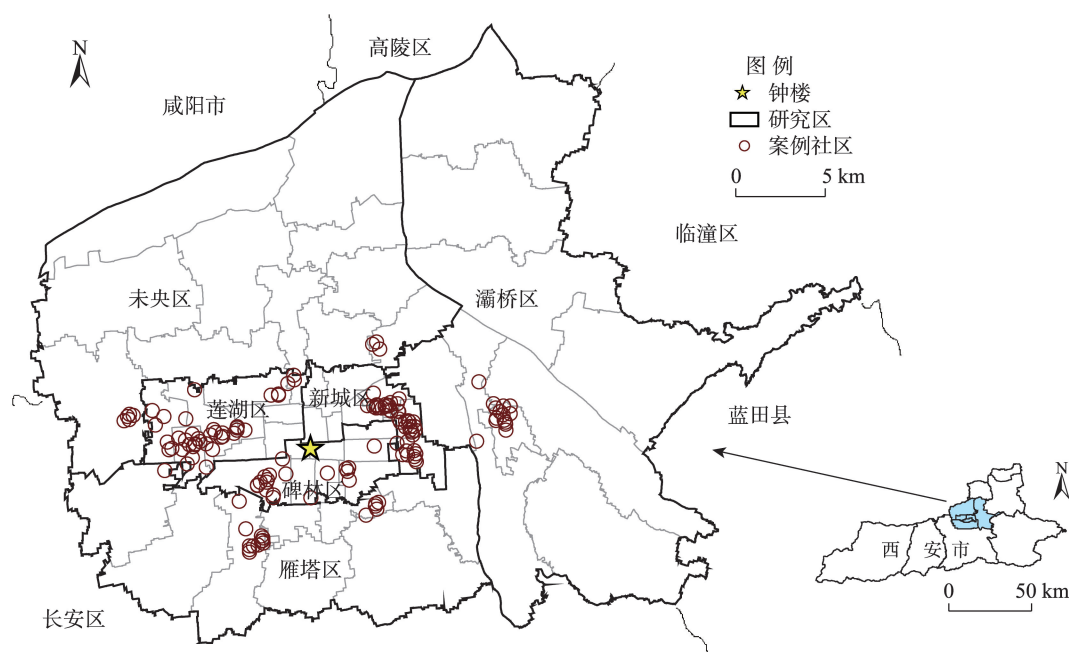 N
高陵区
咸阳市
图 例
钟楼
研究区
案例社区
0 5 km
临潼区
未央区
灞桥区
新城区
莲湖区
蓝田县
碑林区
雁塔区
长安区
N
西 安 市
0 50 km